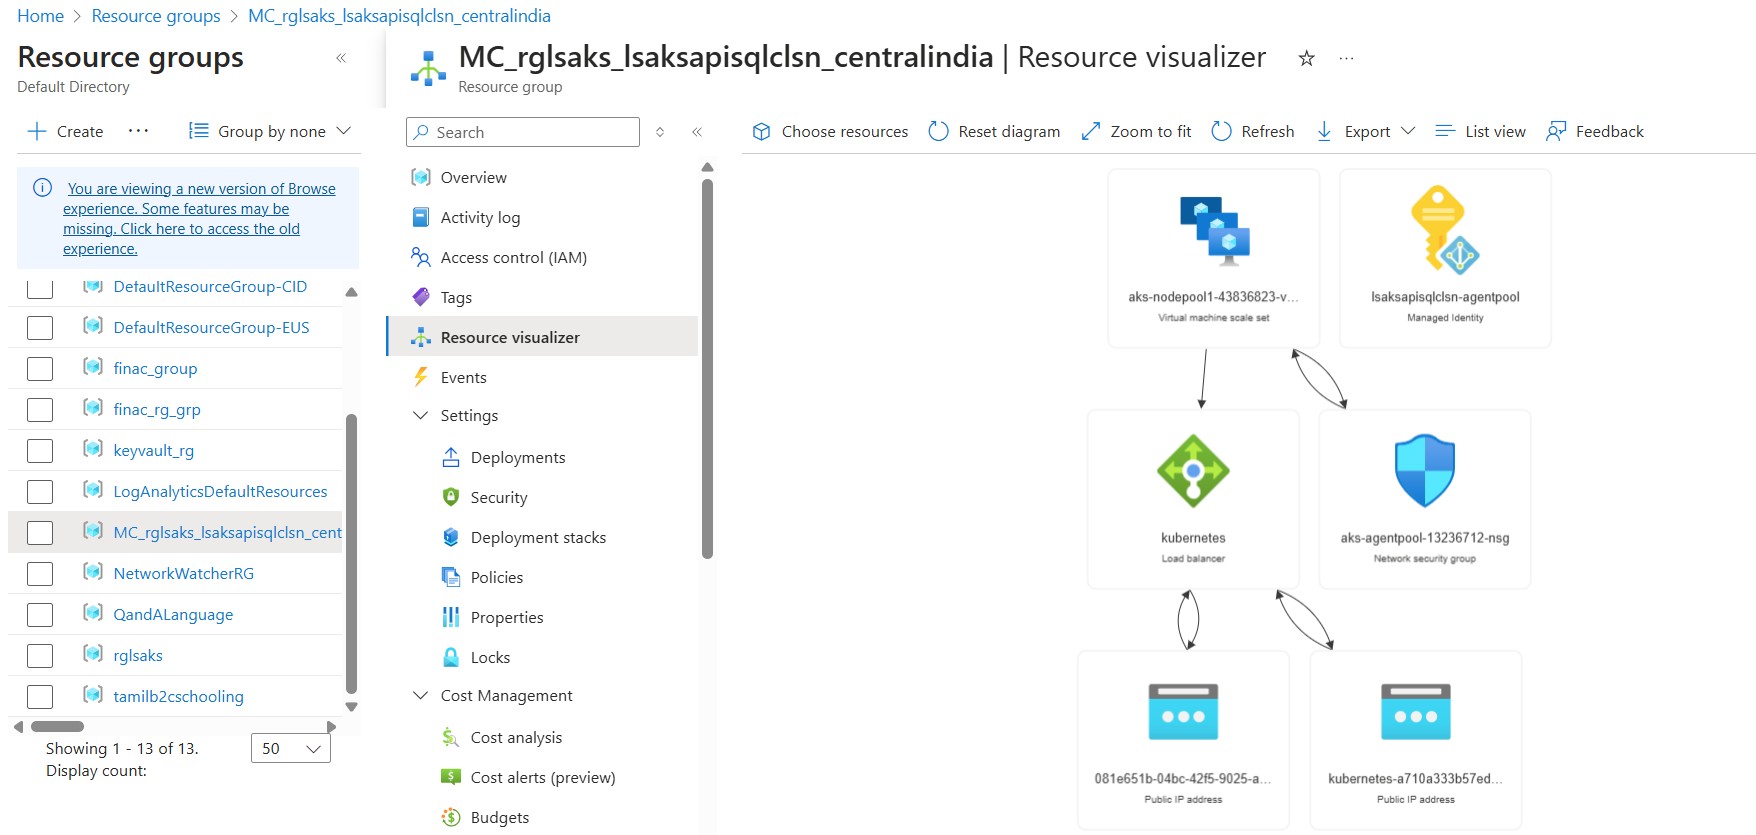 Home > Resource groups > MC_rglsaks_lsaksapisqlclsn_centralindia
Resource groups
Default Directory
Create
Group by none
You are viewing a new version of Browse
experience. Some features may be
missing. Click here to access the old
experience.
DefaultResourceGroup-CID
DefaultResourceGroup-EUS
finac_group
finac_rg_grp
keyvault_rg
LogAnalyticsDefaultResources
MC_rglsaks_lsaksapisqlclsn_cent
NetworkWatcherRG
QandALanguage
rglsaks
tamilb2cschooling
Showing 1 - 13 of 13.
Display count:
50
MC_rglsaks_lsaksapisqlclsn_centralindia | Resource visualizer
Resource group
Search
Overview
Activity log
Access control (IAM)
Tags
Resource visualizer
Events
Settings
Deployments
Security
Deployment stacks
Policies
Properties
Locks
Cost Management
Cost analysis
Cost alerts (preview)
Budgets
Choose resources
Reset diagram
Zoom to fit
Refresh
Export
List view
Feedback
aks-nodepool1-43836823-v...
Virtual machine scale set
lsaksapisqlclsn-agentpool
Managed Identity
kubernetes
Load balancer
aks-agentpool-13236712-nsg
Network security group
081e651b-04bc-42f5-9025-a...
Public IP address
kubernetes-a710a333b57ed...
Public IP address